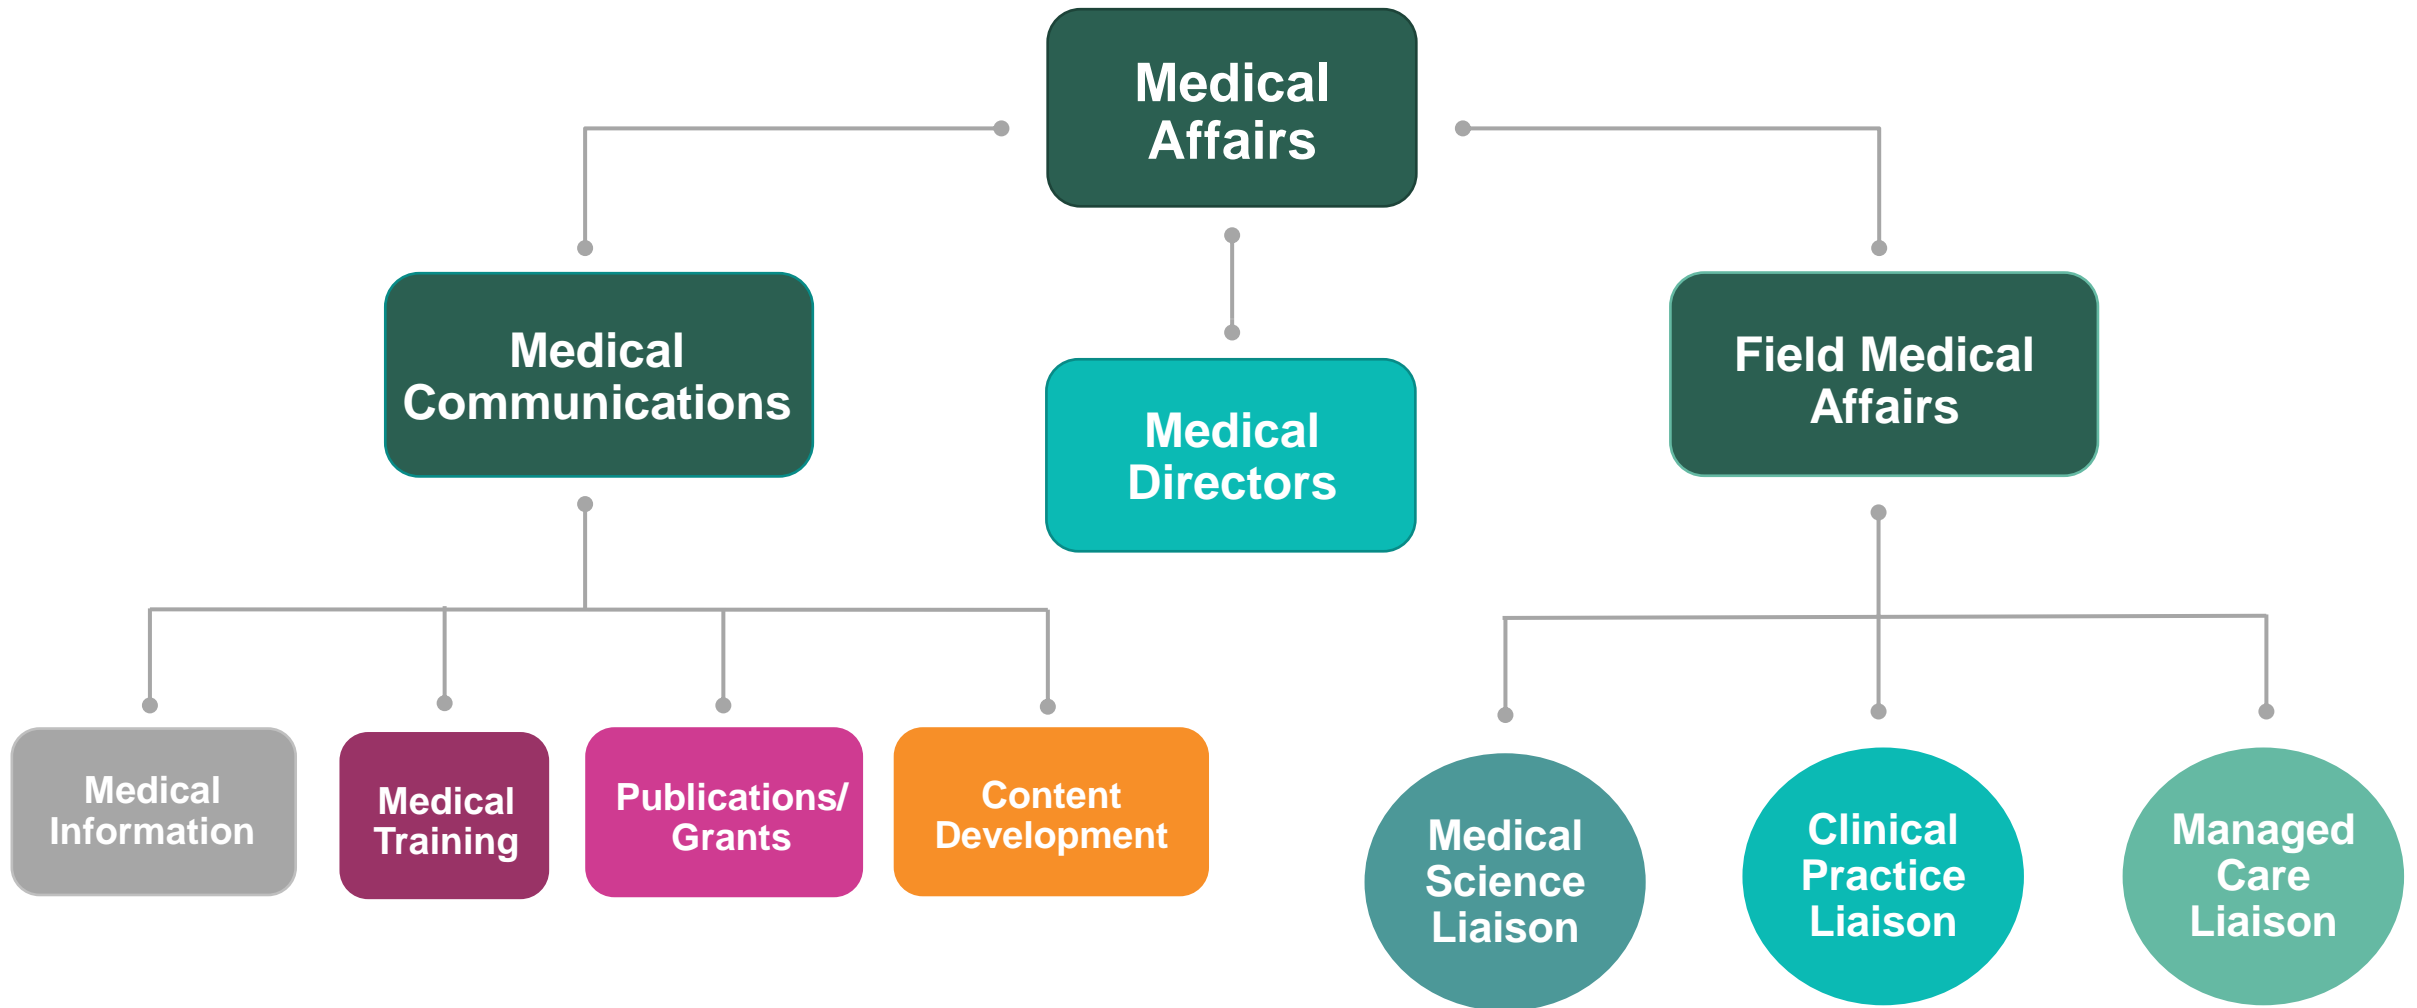 Medical
Affairs
Medical
Communications
Medical
Directors
Field Medical
Affairs
Medical
Information
Medical
Training
Publications/
Grants
Content
Development
Medical
Science
Liaison
Clinical
Practice
Liaison
Managed
Care
Liaison